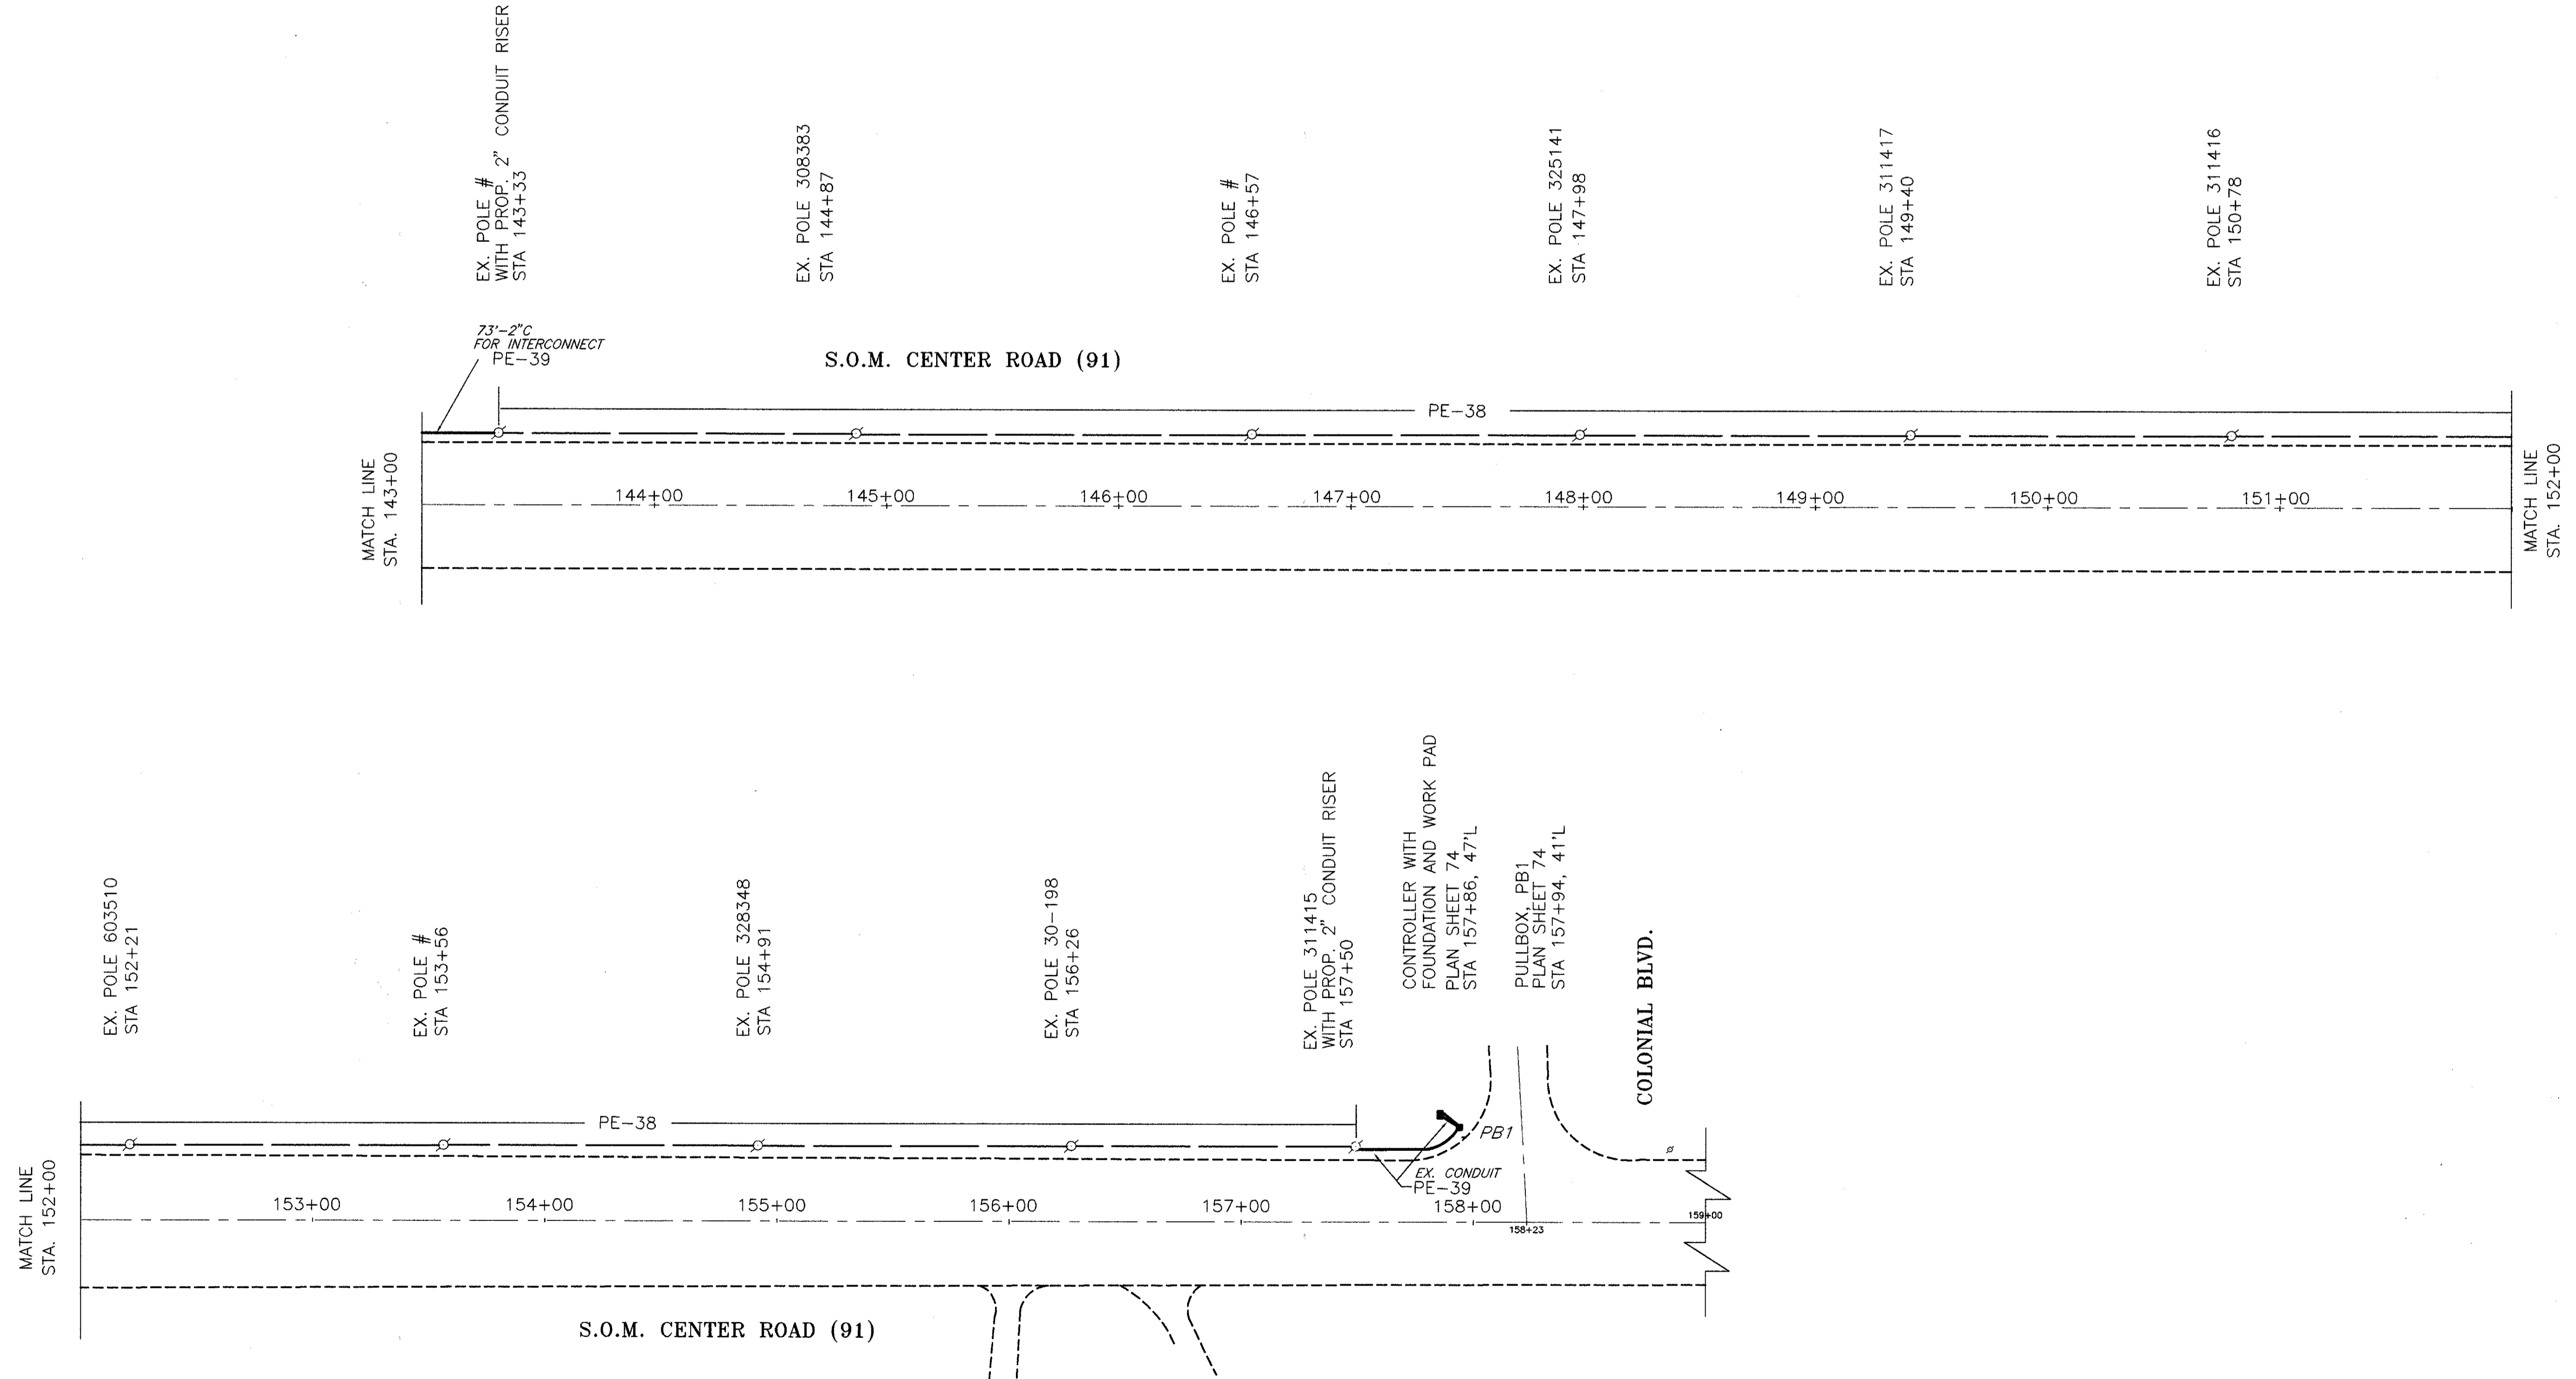 EX. POLE #
WITH PROP. 2" CONDUIT RISER
STA 143+33
EX. POLE 308383
STA 144+87
EX. POLE #
STA 146+57
EX. POLE 325141
STA 147+98
EX. POLE 311417
STA 149+40
EX. POLE 311416
STA 150+78
73'-2"C
FOR INTERCONNECT
PE-39
S.O.M. CENTER ROAD (91)
PE-38
MATCH LINE
STA. 143+00
144+00
145+00
146+00
147+00
148+00
149+00
150+00
151+00
MATCH LINE
STA. 152+00
EX. POLE 603510
STA 152+21
EX. POLE #
STA 153+56
EX. POLE 328348
STA 154+91
EX. POLE 30-198
STA 156+26
EX. POLE 311415
WITH PROP. 2" CONDUIT RISER
STA 157+50
CONTROLLER WITH
FOUNDATION AND WORK PAD
PLAN SHEET 74
STA 157+86, 47'L
PULLBOX, PB1
PLAN SHEET 74
STA 157+94, 41'L
COLONIAL BLVD.
PE-38
PB1
EX. CONDUIT
PE-39
MATCH LINE
STA. 152+00
153+00
154+00
155+00
156+00
157+00
158+00
158+23
159+00
S.O.M. CENTER ROAD (91)